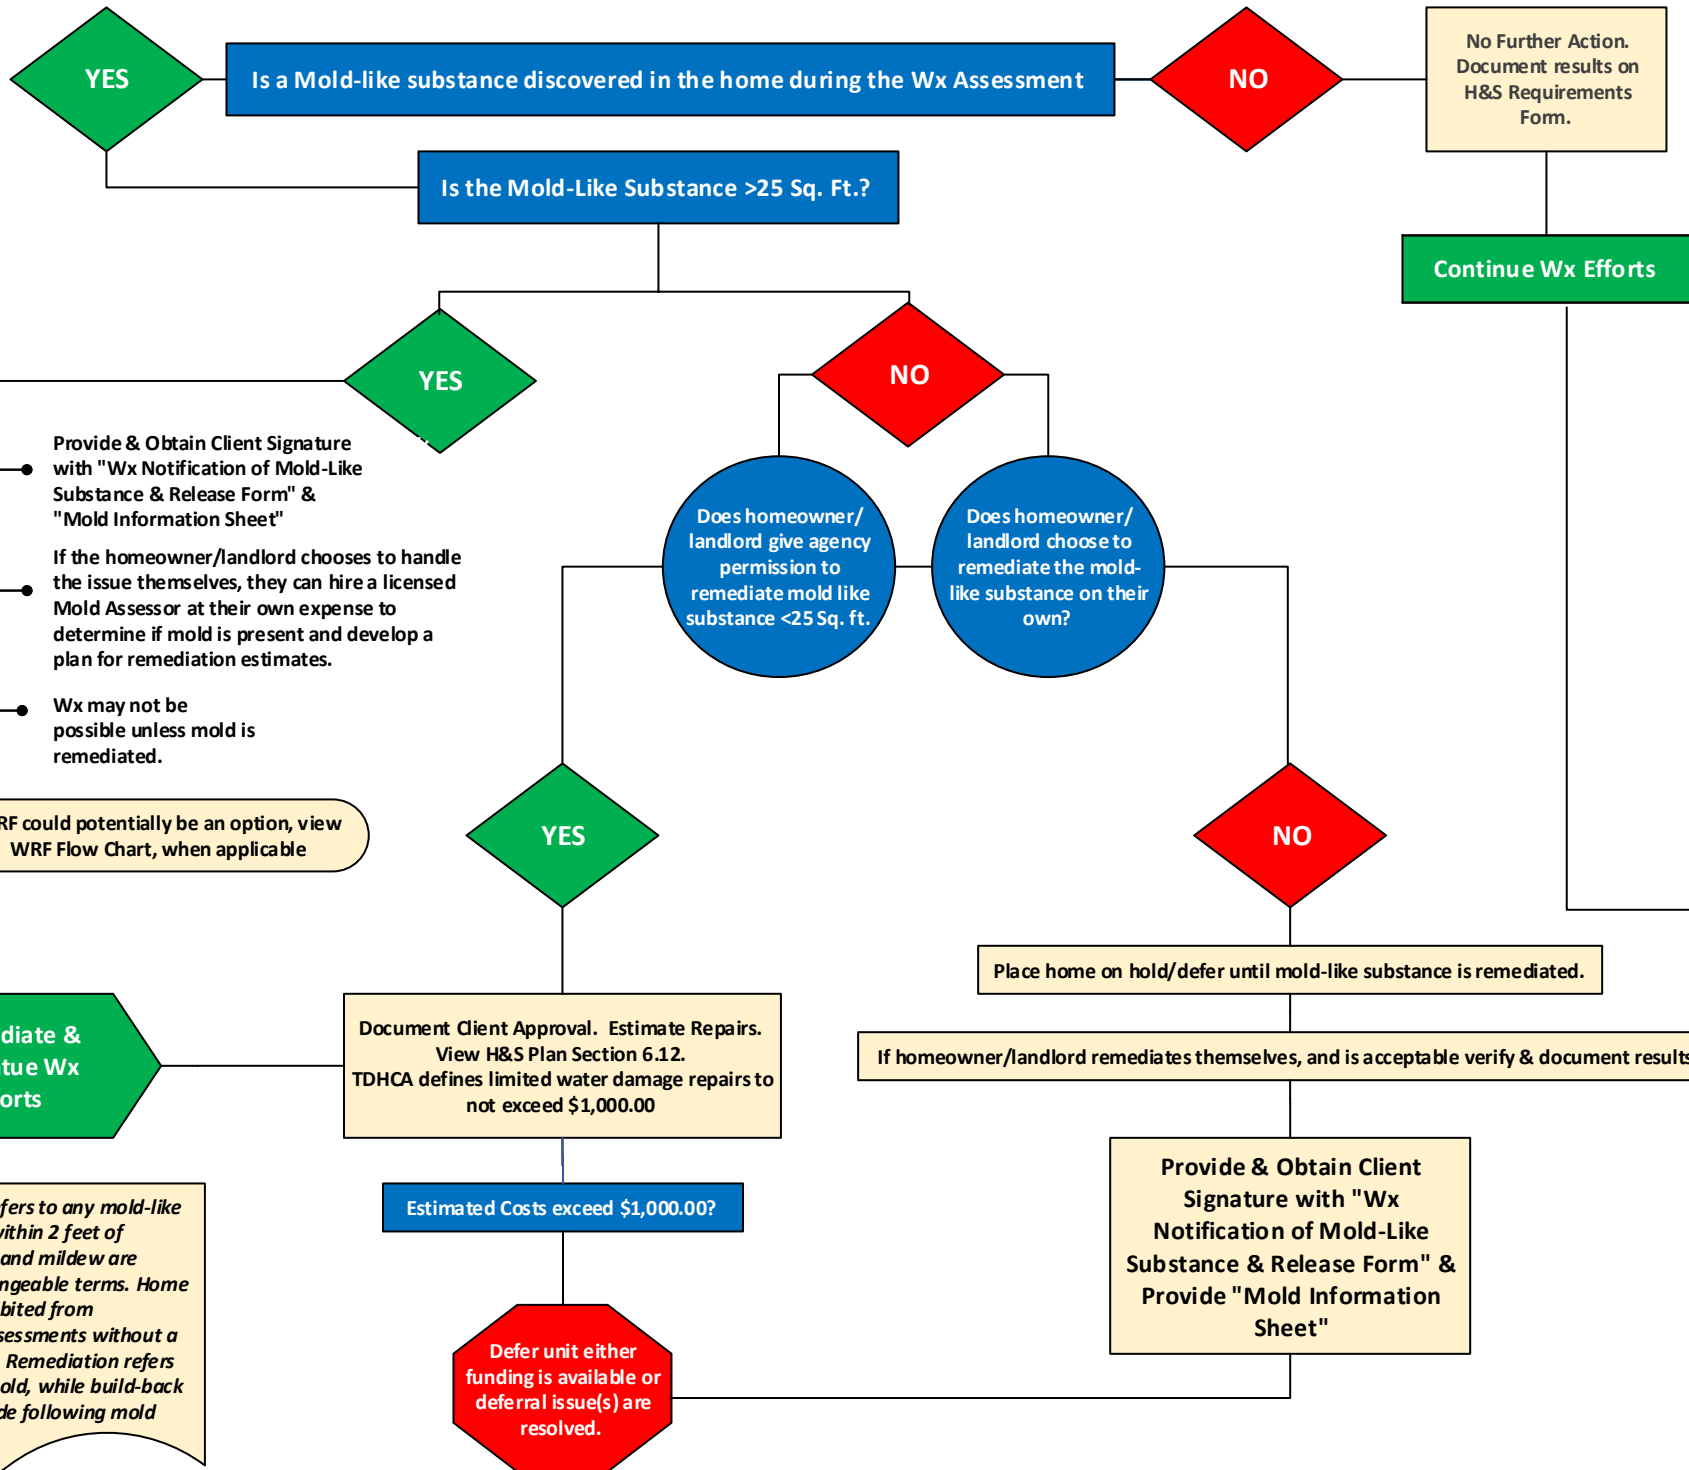 YES
Is a Mold-like substance discovered in the home during the Wx Assessment
NO
No Further Action.
Document results on
H&S Requirements
Form.
Is the Mold-Like Substance >25 Sq. Ft.?
Continue Wx Efforts
YES
NO
Provide & Obtain Client Signature
with "Wx Notification of Mold-Like
Substance & Release Form" &
"Mold Information Sheet"
If the homeowner/landlord chooses to handle
the issue themselves, they can hire a licensed
Mold Assessor at their own expense to
determine if mold is present and develop a
plan for remediation estimates.
Wx may not be
possible unless mold is
remediated.
Does homeowner/
landlord give agency
permission to
remediate mold like
substance <25 Sq. ft.
Does homeowner/
landlord choose to
remediate the mold-
like substance on their
own?
RF could potentially be an option, view
WRF Flow Chart, when applicable
YES
NO
Place home on hold/defer until mold-like substance is remediated.
If homeowner/landlord remediates themselves, and is acceptable verify & document results
diate &
tue Wx
orts
Document Client Approval. Estimate Repairs.
View H&S Plan Section 6.12.
TDHCA defines limited water damage repairs to
not exceed $1,000.00
Estimated Costs exceed $1,000.00?
Provide & Obtain Client
Signature with "Wx
Notification of Mold-Like
Substance & Release Form" &
Provide "Mold Information
Sheet"
fers to any mold-like
within 2 feet of
and mildew are
ngeable terms. Home
bited from
sessments without a
. Remediation refers
old, while build-back
de following mold
Defer unit either
funding is available or
deferral issue(s) are
resolved.